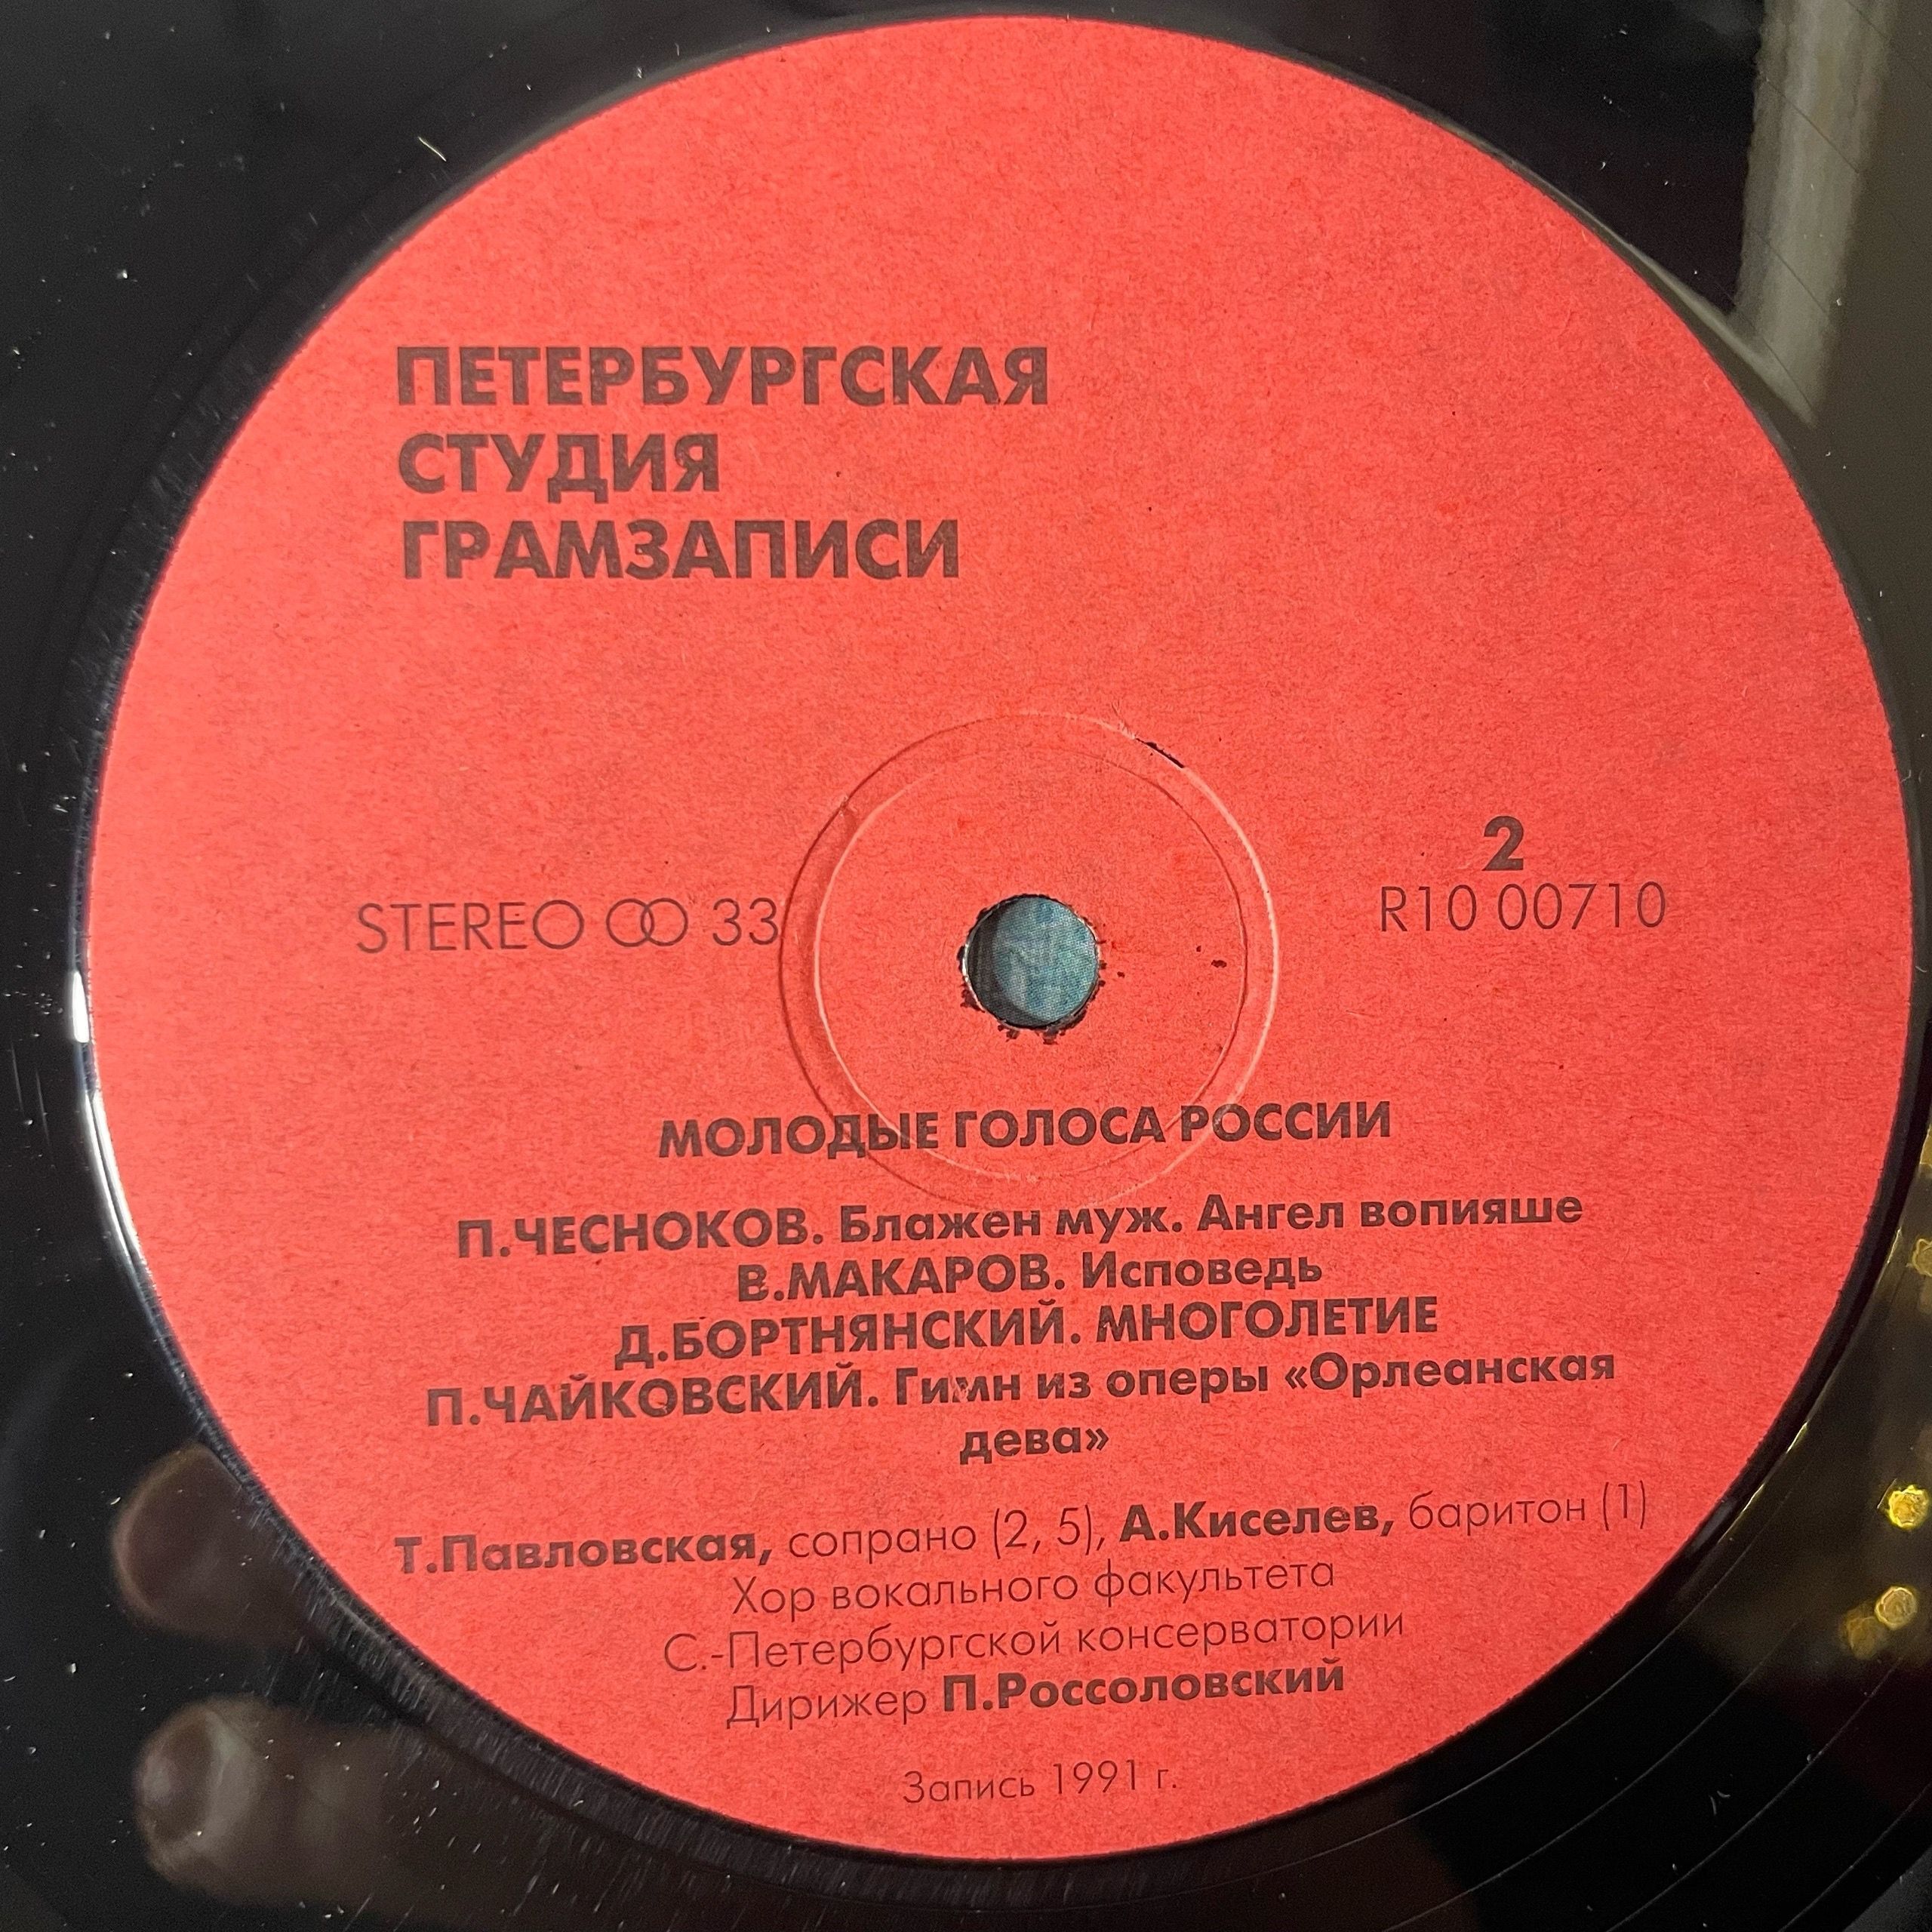 ПЕТЕРБУРГСКАЯ
СТУДИЯ
ГРАМЗАПИСИ
2
STEREO ꝎO 33 R10 00710
МОЛОДЫЕ ГОЛОСА РОССИИ
П.ЧЕСНОКОВ. Блажен муж. Ангел вопияше
В.МАКАРОВ. Исповедь
Д.БОРТНЯНСКИЙ. МНОГОЛЕТИЕ
П.ЧАЙКОВСКИЙ. Гимн из оперы «Орлеанская
дева»
Т.Павловская, сопрано (2, 5), А.Киселев, баритон (1)
Хор вокального факультета
С.-Петербургской консерватории
Дирижер П.Россоловский
Запись 1991 г.